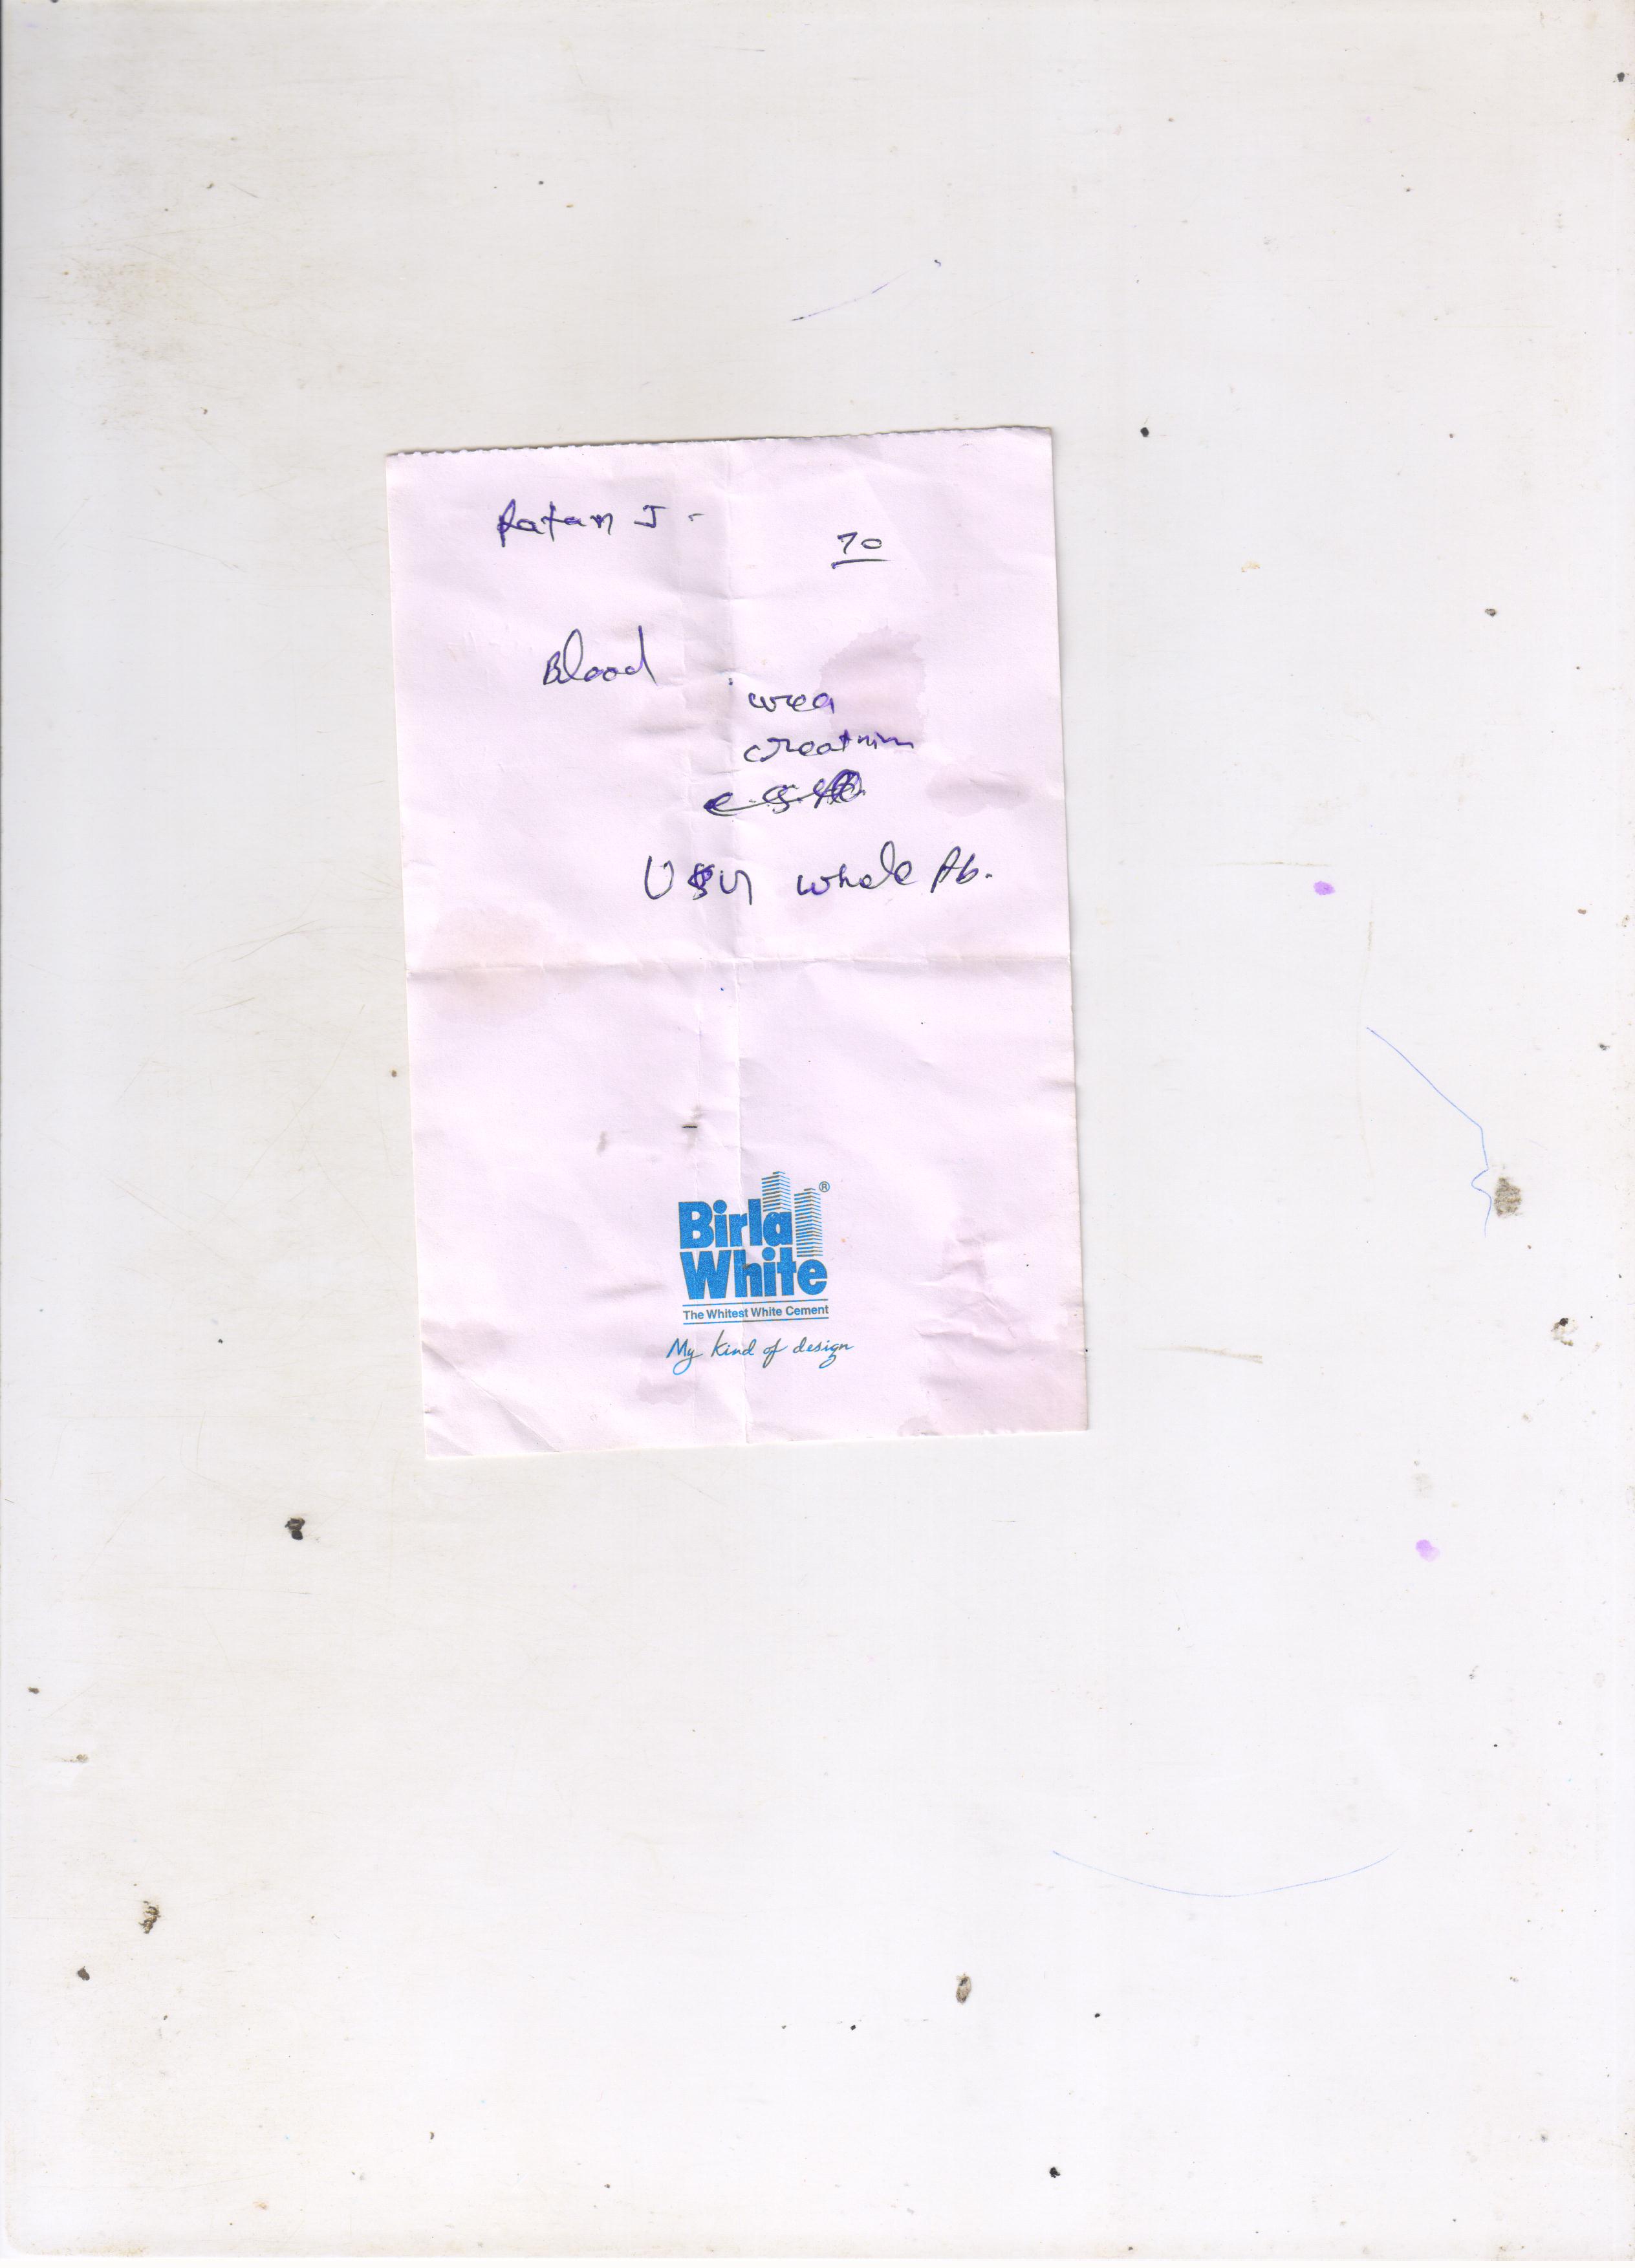 Ratan J -
70
Blood
urea
creatnin
USG whole Ab.
Birla®
White
The Whitest White Cement
My kind of design